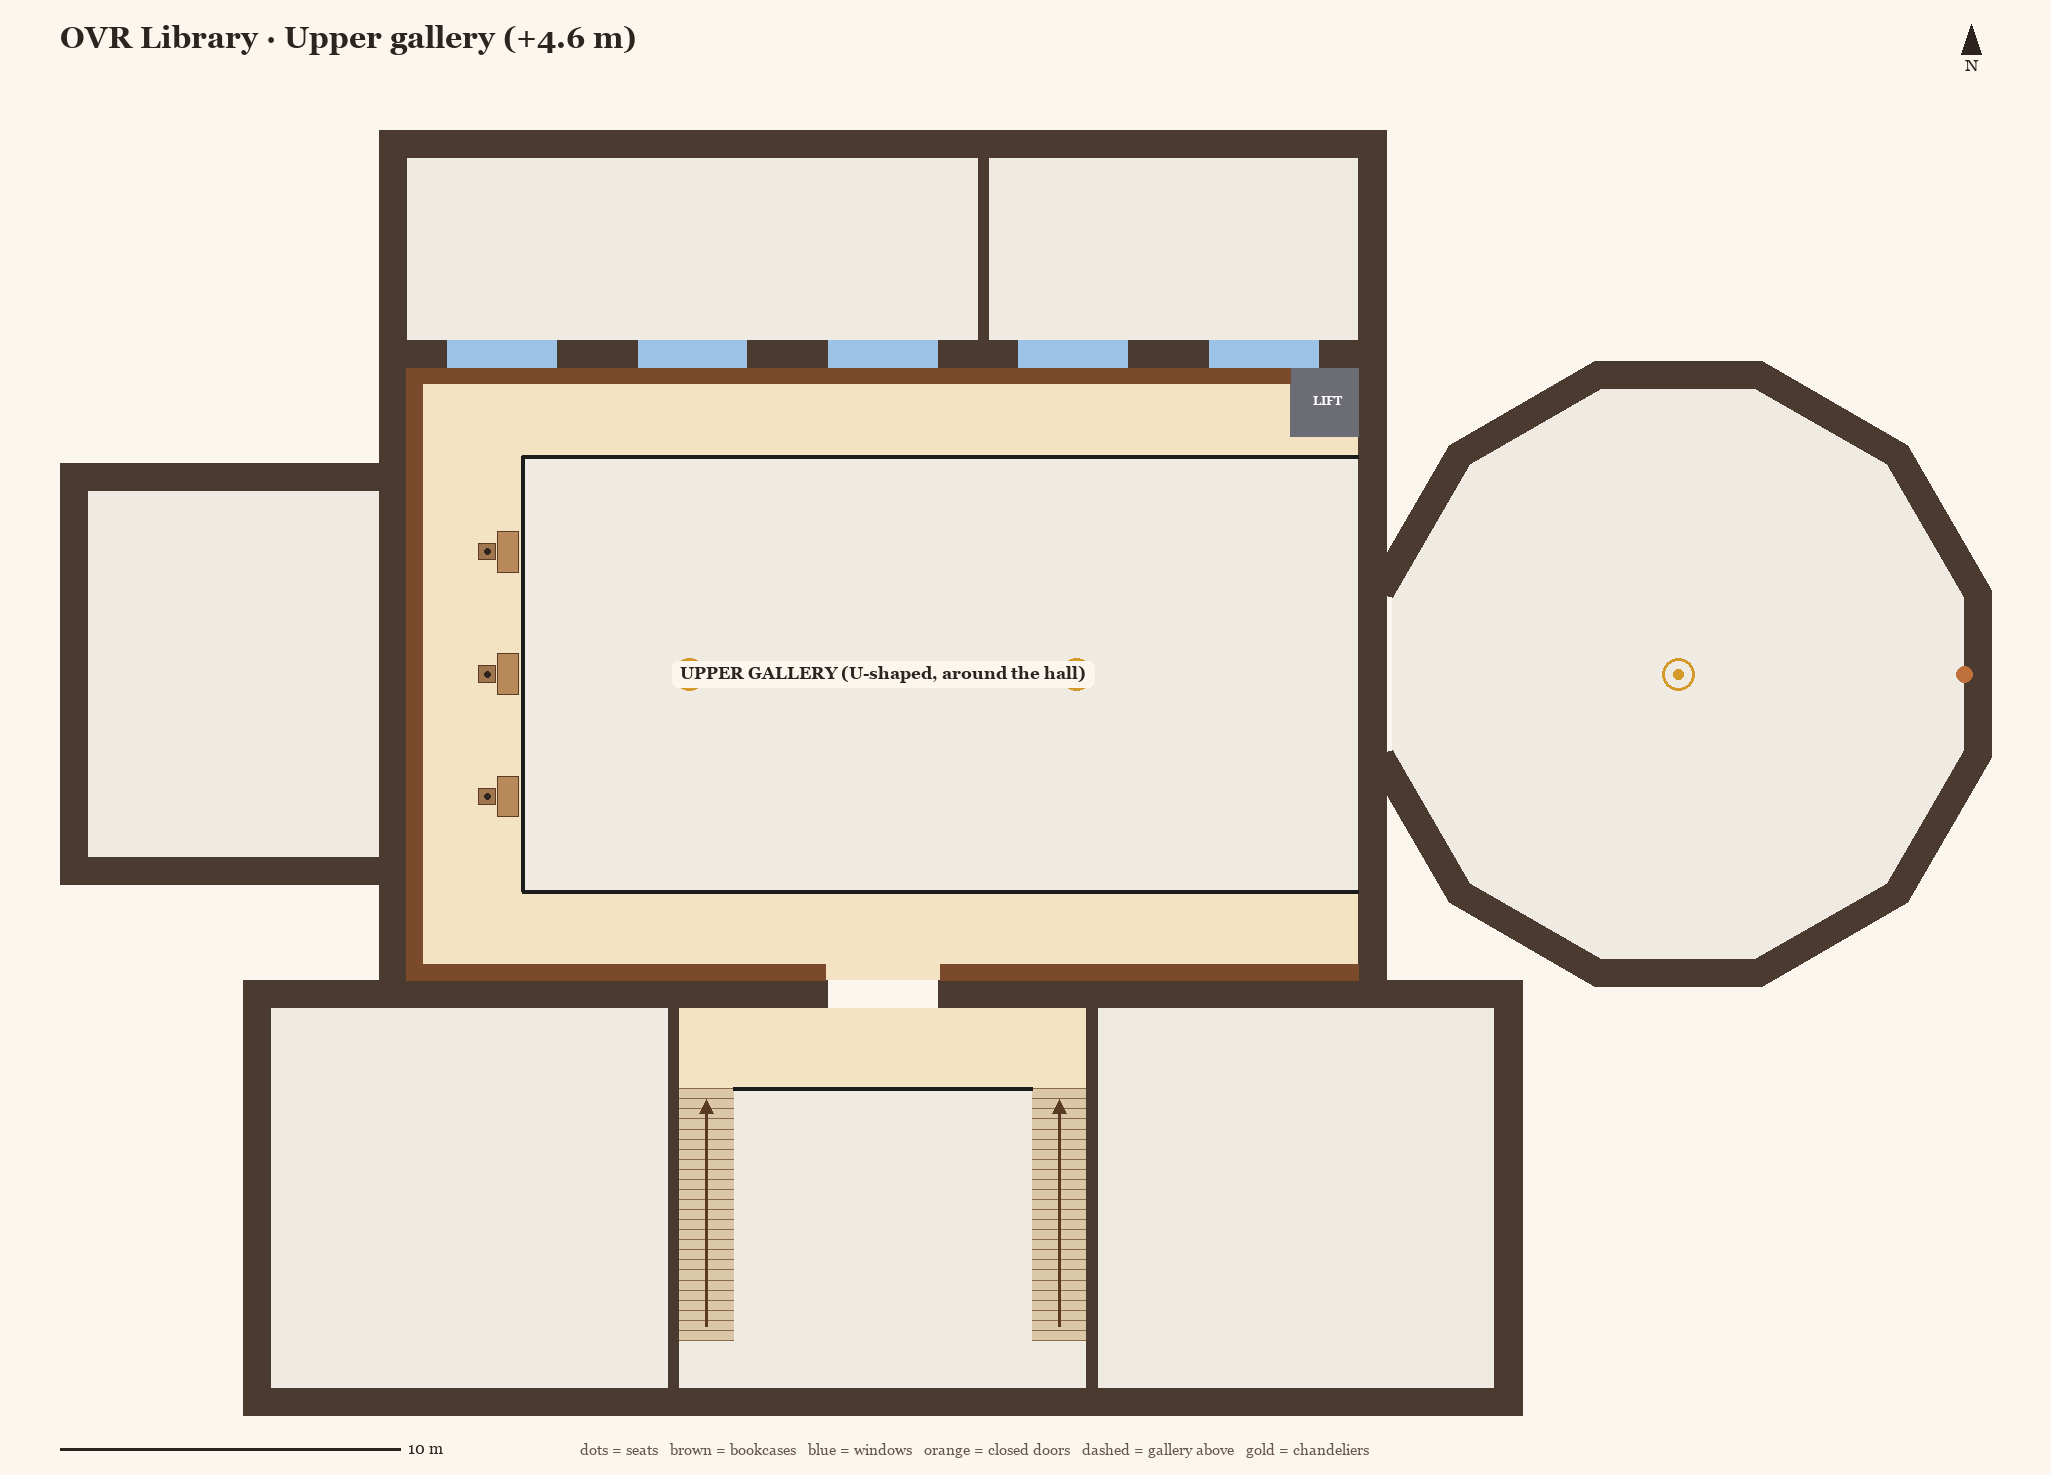 OVR Library · Upper gallery (+4.6 m)
N
LIFT
UPPER GALLERY (U-shaped, around the hall)
10 m
dots = seats brown = bookcases blue = windows orange = closed doors dashed = gallery above gold = chandeliers